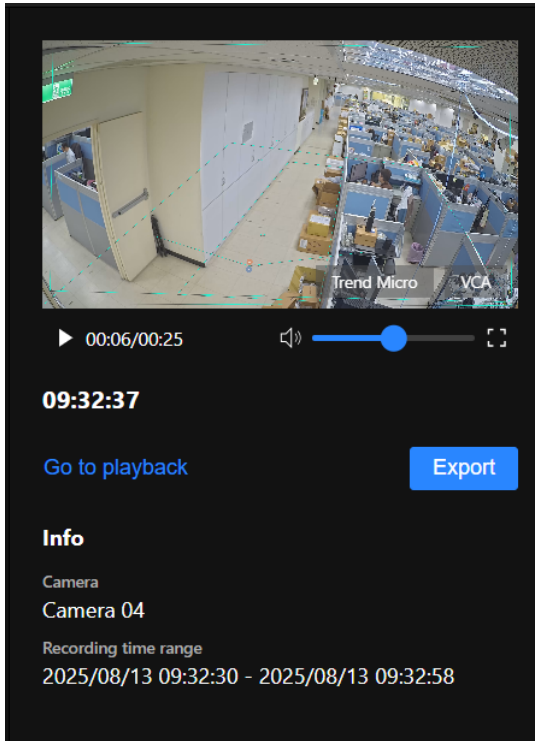 Trend Micro VCA
00:06/00:25
09:32:37
Go to playback
Export
Info
Camera
Camera 04
Recording time range
2025/08/13 09:32:30 - 2025/08/13 09:32:58